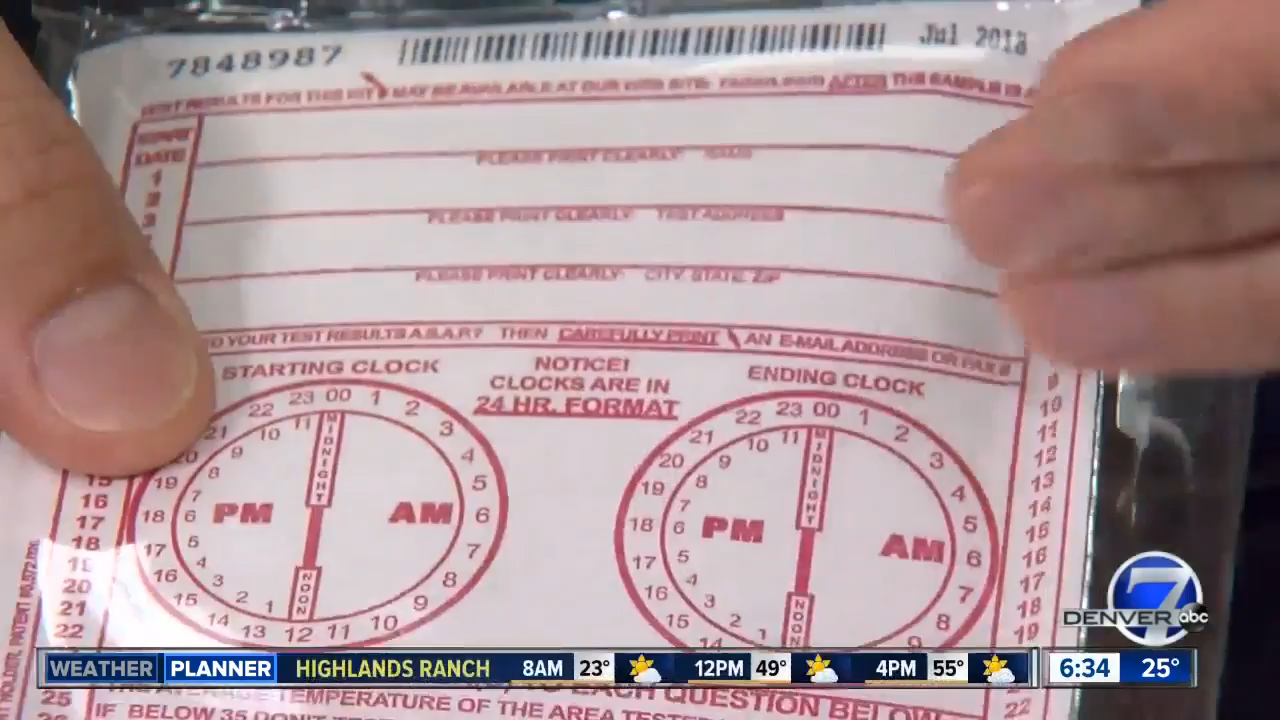 7848987 Jul 2018
TEST RESULTS FOR THIS KIT MAY BE AVAILABLE AT OUR WEB SITE AFTER THE SAMPLE IS
START
DATE
1
2
3
PLEASE PRINT CLEARLY NAME
PLEASE PRINT CLEARLY TEST ADDRESS
PLEASE PRINT CLEARLY CITY STATE ZIP
YOUR TEST RESULTS A.S.A.P.? THEN CAREFULLY PRINT AN E-MAIL ADDRESS OR FAX #
STARTING CLOCK
NOTICE!
CLOCKS ARE IN
24 HR. FORMAT
ENDING CLOCK
23 00 1 2 3 4 5 6 7 8 9 10 11 12 13 14 15 16 17 18 19 20 21 22
11 10 9 8 7 6 5 4 3 2 1
MIDNIGHT
PM AM
NOON
23 00 1 2 3 4 5 6 7 8 9 14 15 16 17 18 19 20 21 22
11 10 9 8 7 6 5 4 3 2 1
MIDNIGHT
PM AM
NOON
15
16
17
18
19
20
21
22
25
9
10
11
12
13
14
15
16
17
18
19
22
EACH QUESTION BELOW
AVERAGE TEMPERATURE OF THE AREA TESTED
IF BELOW 35 DON'T
DENVER 7 abc
WEATHER PLANNER HIGHLANDS RANCH 8AM 23° 12PM 49° 4PM 55° 6:34 25°